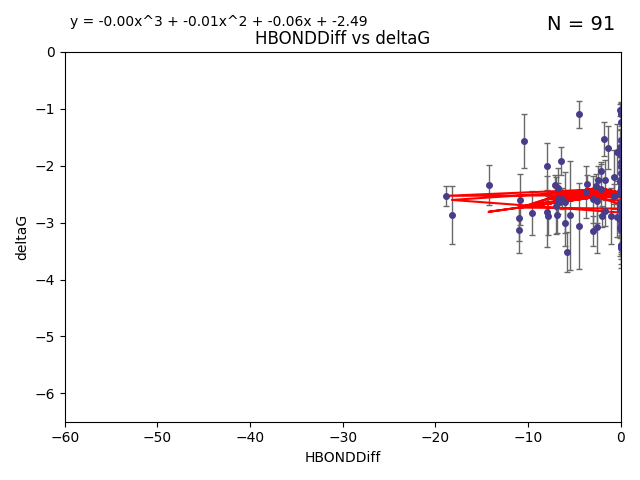 y = -0.00x^3 + -0.01x^2 + -0.06x + -2.49
N = 91
HBONDDiff vs deltaG
0
−1
−2
−3
−4
−5
−6
deltaG
−60 −50 −40 −30 −20 −10 0
HBONDDiff